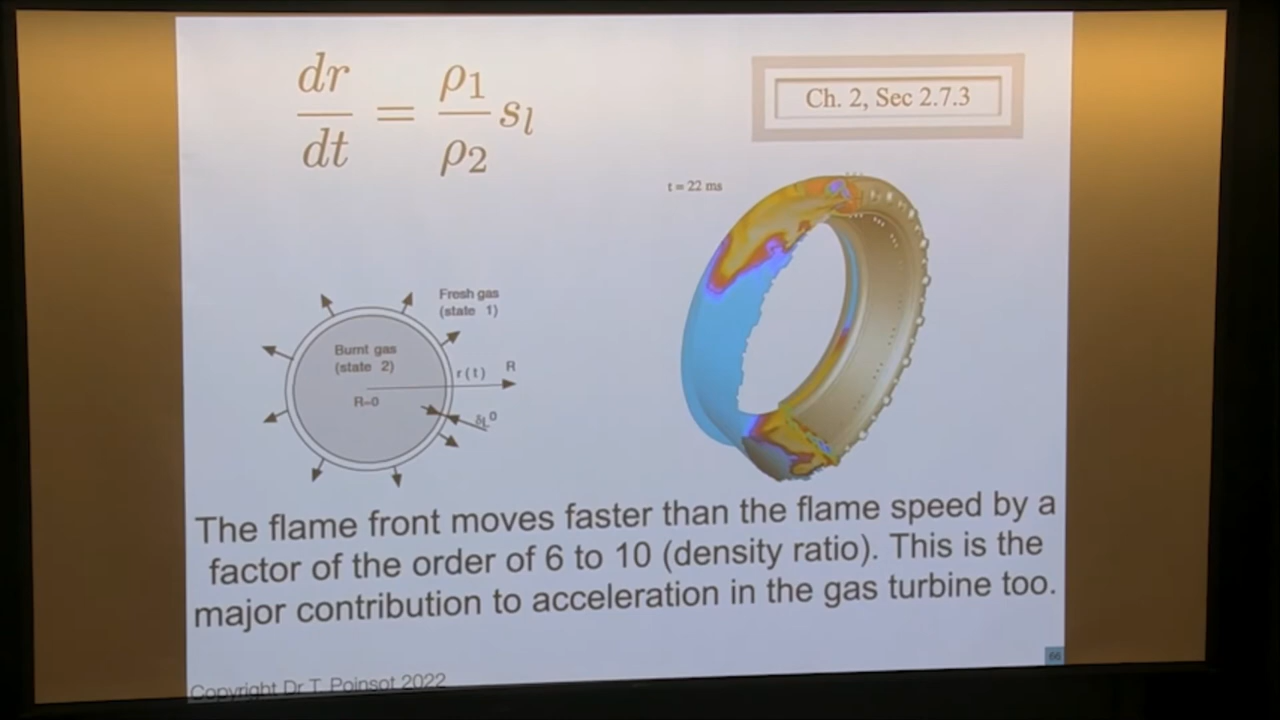 dr/dt = ρ1/ρ2 sl
Ch. 2, Sec 2.7.3
t = 22 ms
Fresh gas
(state 1)
Burnt gas
(state 2)
r(t)
R
R=0
δL0
The flame front moves faster than the flame speed by a
factor of the order of 6 to 10 (density ratio). This is the
major contribution to acceleration in the gas turbine too.
66
Copyright Dr T. Poinsot 2022